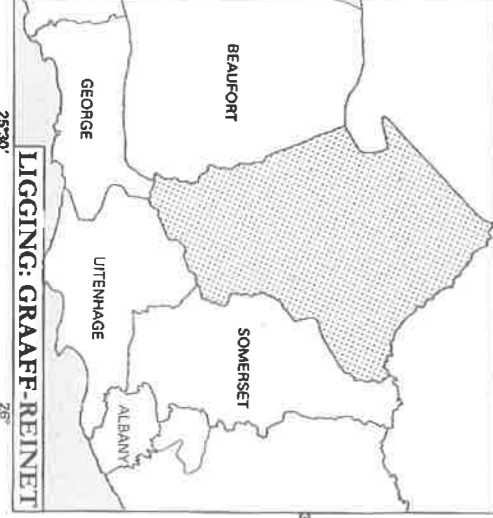 BEAUFORT
SOMERSET
GEORGE
UITENHAGE
ALBANY
25°30'
26°
LIGGING: GRAAFF-REINET